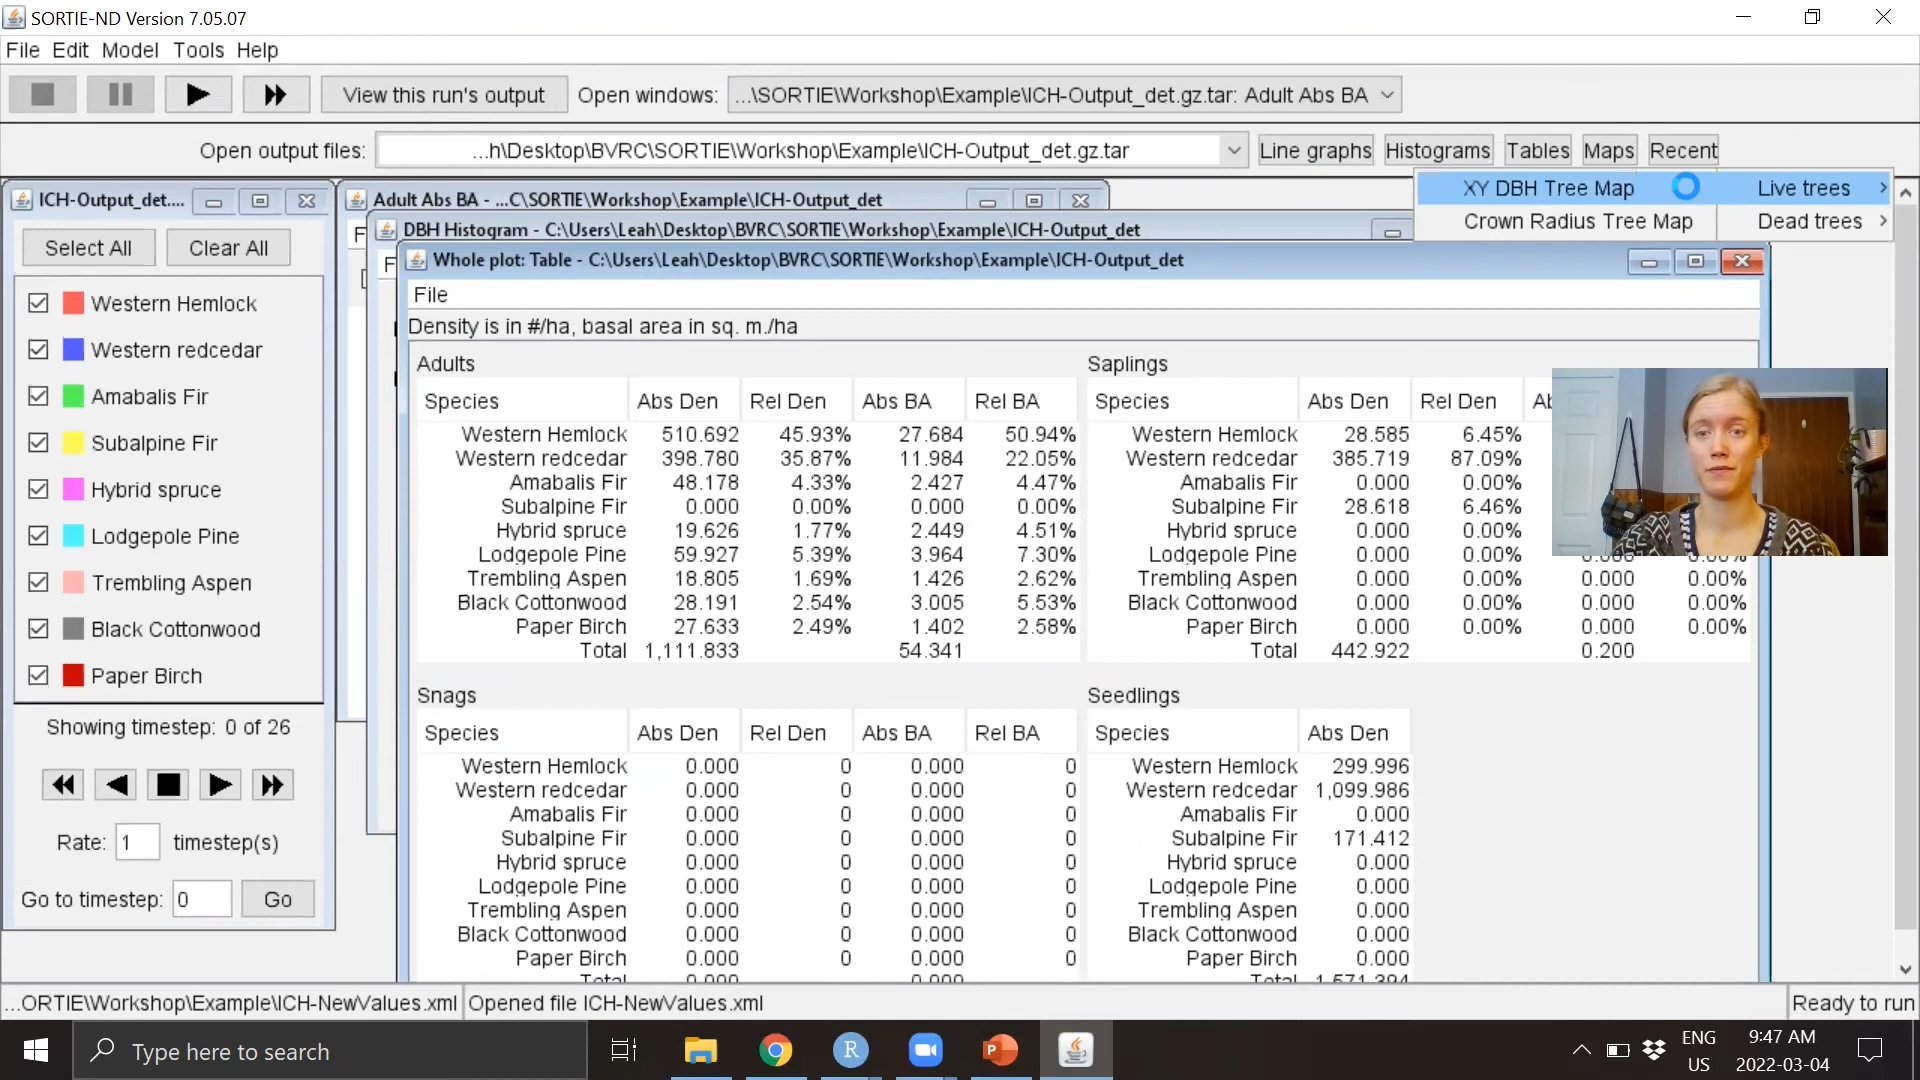 SORTIE-ND Version 7.05.07
File Edit Model Tools Help
View this run's output Open windows: ...\SORTIE\Workshop\Example\ICH-Output_det.gz.tar: Adult Abs BA
Open output files: ...h\Desktop\BVRC\SORTIE\Workshop\Example\ICH-Output_det.gz.tar Line graphs Histograms Tables Maps Recent
XY DBH Tree Map Live trees
Crown Radius Tree Map Dead trees
ICH-Output_det....
Select All Clear All
Western Hemlock
Western redcedar
Amabalis Fir
Subalpine Fir
Hybrid spruce
Lodgepole Pine
Trembling Aspen
Black Cottonwood
Paper Birch
Showing timestep: 0 of 26
Rate: 1 timestep(s)
Go to timestep: 0 Go
Adult Abs BA - ...C\SORTIE\Workshop\Example\ICH-Output_det
DBH Histogram - C:\Users\Leah\Desktop\BVRC\SORTIE\Workshop\Example\ICH-Output_det
Whole plot: Table - C:\Users\Leah\Desktop\BVRC\SORTIE\Workshop\Example\ICH-Output_det
File
Density is in #/ha, basal area in sq. m./ha
Adults
Species Abs Den Rel Den Abs BA Rel BA
Western Hemlock 510.692 45.93% 27.684 50.94%
Western redcedar 398.780 35.87% 11.984 22.05%
Amabalis Fir 48.178 4.33% 2.427 4.47%
Subalpine Fir 0.000 0.00% 0.000 0.00%
Hybrid spruce 19.626 1.77% 2.449 4.51%
Lodgepole Pine 59.927 5.39% 3.964 7.30%
Trembling Aspen 18.805 1.69% 1.426 2.62%
Black Cottonwood 28.191 2.54% 3.005 5.53%
Paper Birch 27.633 2.49% 1.402 2.58%
Total 1,111.833 54.341
Saplings
Species Abs Den Rel Den
Western Hemlock 28.585 6.45%
Western redcedar 385.719 87.09%
Amabalis Fir 0.000 0.00%
Subalpine Fir 28.618 6.46%
Hybrid spruce 0.000 0.00%
Lodgepole Pine 0.000 0.00%
Trembling Aspen 0.000 0.00% 0.000 0.00%
Black Cottonwood 0.000 0.00% 0.000 0.00%
Paper Birch 0.000 0.00% 0.000 0.00%
Total 442.922 0.200
Snags
Species Abs Den Rel Den Abs BA Rel BA
Western Hemlock 0.000 0 0.000 0
Western redcedar 0.000 0 0.000 0
Amabalis Fir 0.000 0 0.000 0
Subalpine Fir 0.000 0 0.000 0
Hybrid spruce 0.000 0 0.000 0
Lodgepole Pine 0.000 0 0.000 0
Trembling Aspen 0.000 0 0.000 0
Black Cottonwood 0.000 0 0.000 0
Paper Birch 0.000 0 0.000 0
Total 0.000 0.000
Seedlings
Species Abs Den
Western Hemlock 299.996
Western redcedar 1,099.986
Amabalis Fir 0.000
Subalpine Fir 171.412
Hybrid spruce 0.000
Lodgepole Pine 0.000
Trembling Aspen 0.000
Black Cottonwood 0.000
Paper Birch 0.000
Total 1,571.394
...ORTIE\Workshop\Example\ICH-NewValues.xml Opened file ICH-NewValues.xml Ready to run
Type here to search
ENG
US
9:47 AM
2022-03-04